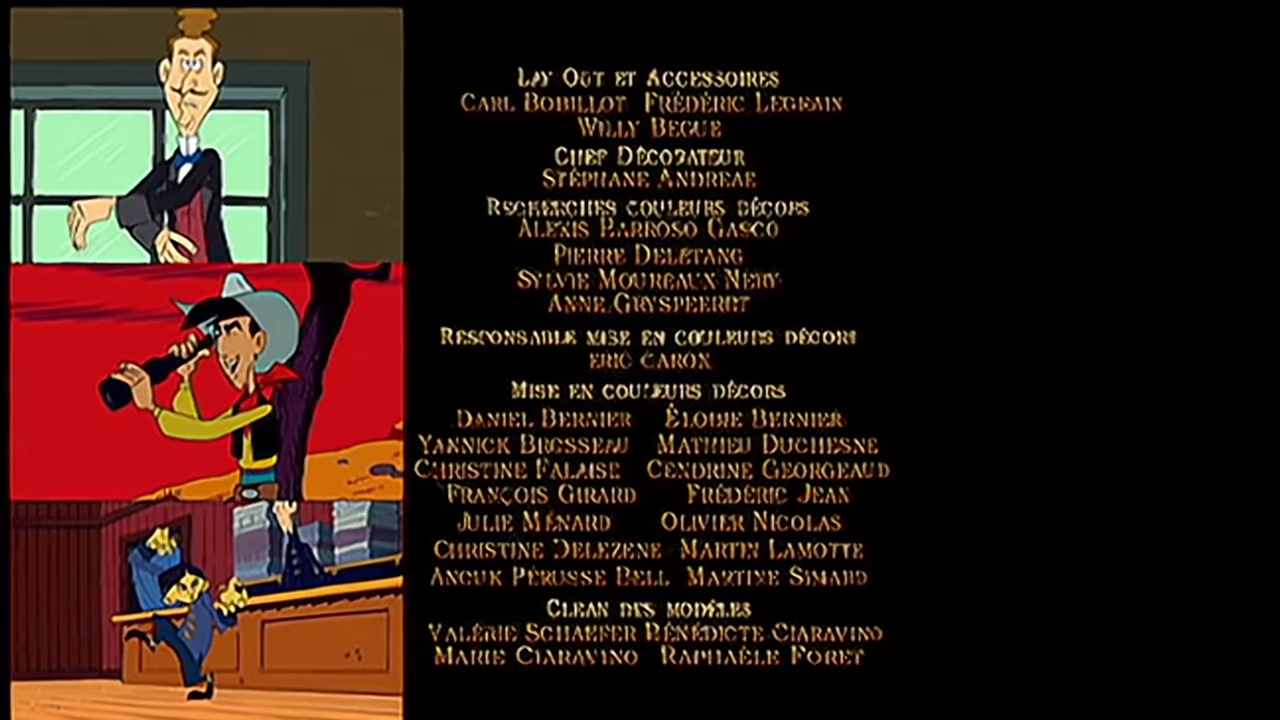 Lay Out et Accessoires
Carl Bobillot Frédéric Legeain
Willy Begue
Chef Décorateur
Stéphane Andreae
Recherches couleurs décors
Alexis Barroso Gasco
Pierre Deletang
Sylvie Moureaux-Nery
Anne Gryspeerdt
Responsable mise en couleurs décors
Eric Caron
Mise en couleurs décors
Daniel Bernier Éloïse Bernier
Yannick Brosseau Mathieu Duchesne
Christine Falaise Cendrine Georgeaud
François Girard Frédéric Jean
Julie Ménard Olivier Nicolas
Christine Delezene Martin Lamotte
Anouk Pérusse Bell Martine Simard
Clean des modèles
Valérie Schaefer Bénédicte Ciaravino
Marie Ciaravino Raphaèle Foret